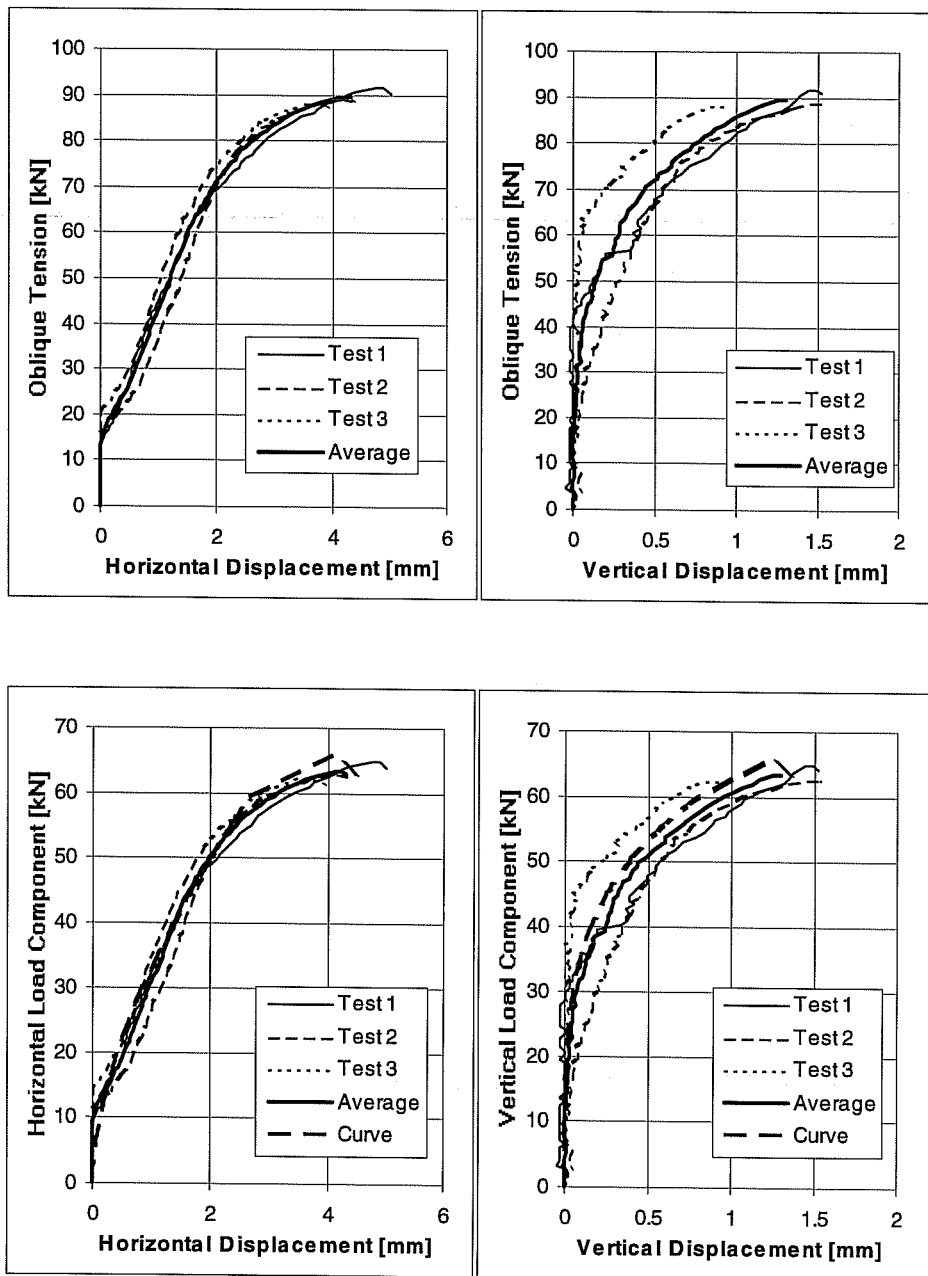 Oblique Tension [kN]
100
90
80
70
60
50
40
30
20
10
0
Test 1
Test 2
Test 3
Average
0 2 4 6
Horizontal Displacement [mm]
Oblique Tension [kN]
100
90
80
70
60
50
40
30
20
10
0
Test 1
Test 2
Test 3
Average
0 0.5 1 1.5 2
Vertical Displacement [mm]
Horizontal Load Component [kN]
70
60
50
40
30
20
10
0
Test 1
Test 2
Test 3
Average
Curve
0 2 4 6
Horizontal Displacement [mm]
Vertical Load Component [kN]
70
60
50
40
30
20
10
0
Test 1
Test 2
Test 3
Average
Curve
0 0.5 1 1.5 2
Vertical Displacement [mm]